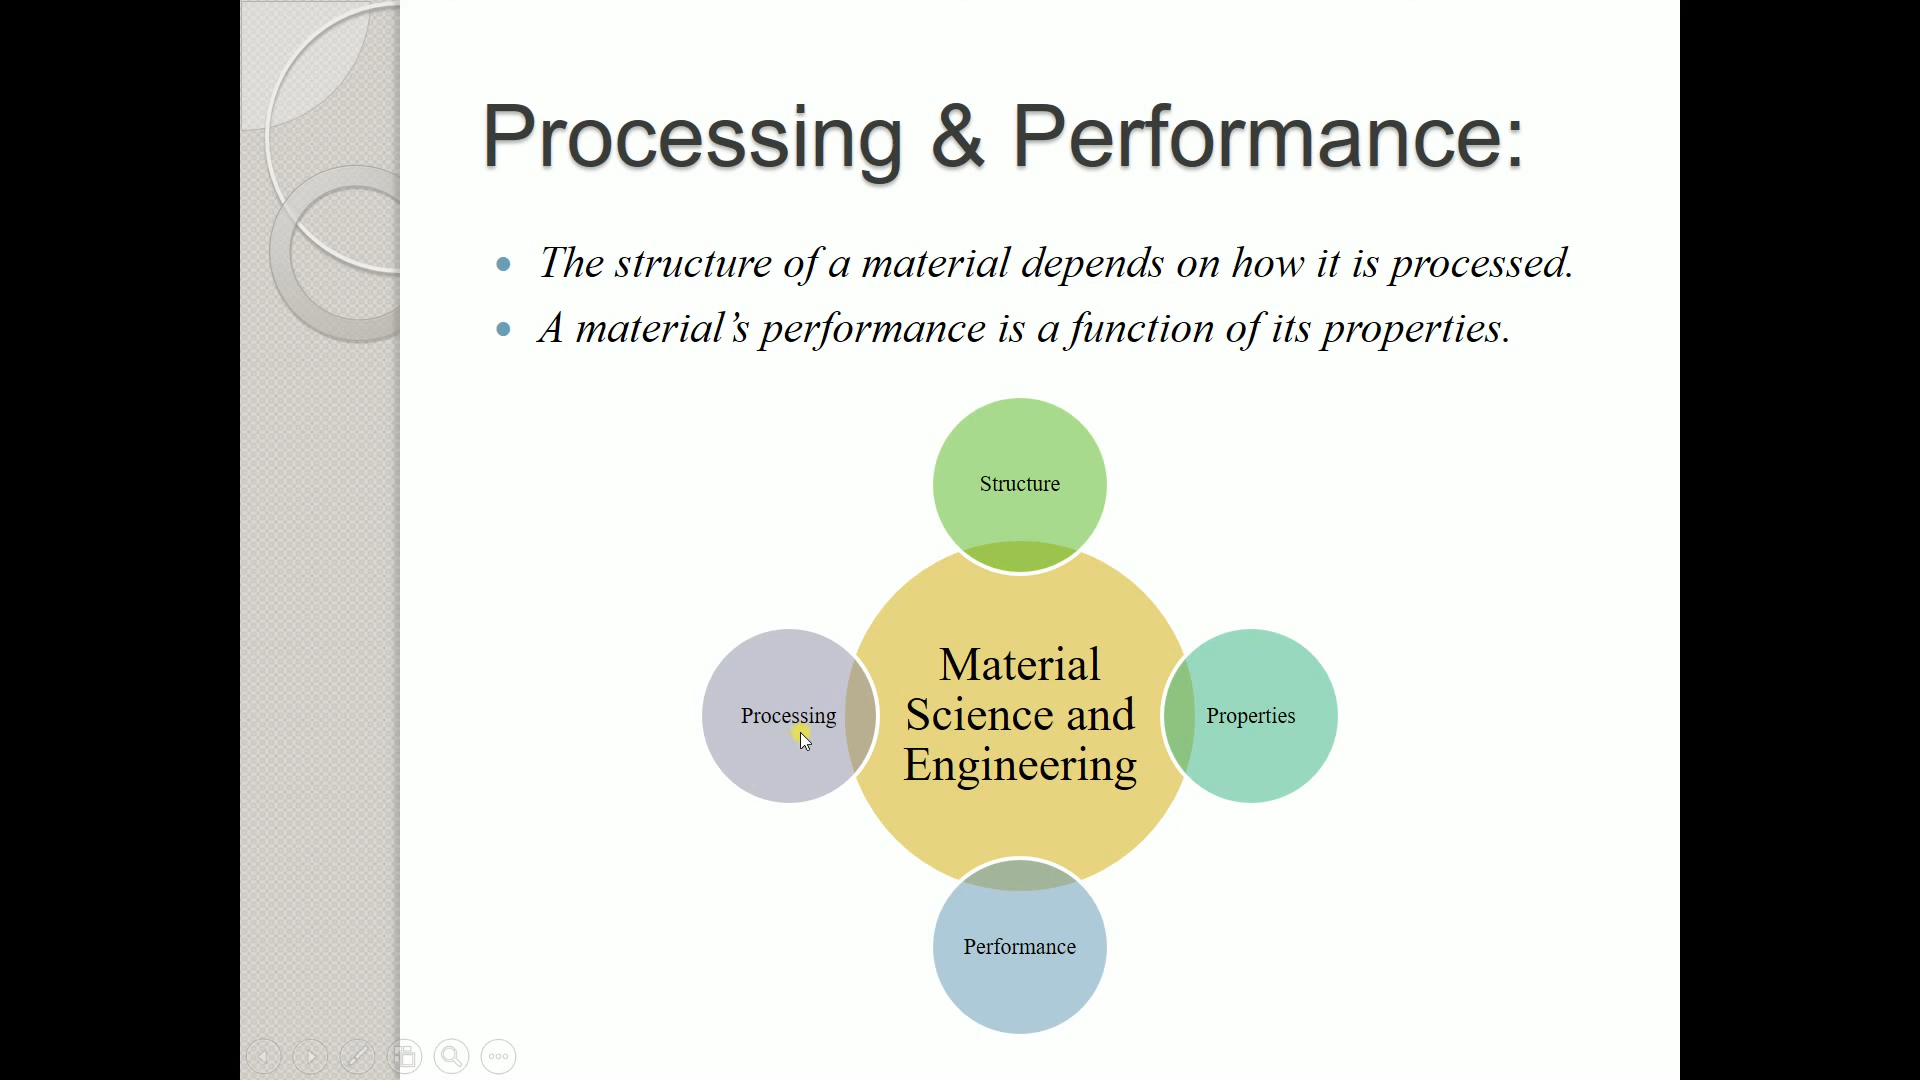 Processing & Performance:
• The structure of a material depends on how it is processed.
• A material’s performance is a function of its properties.
Structure
Processing
Material
Science and
Engineering
Properties
Performance